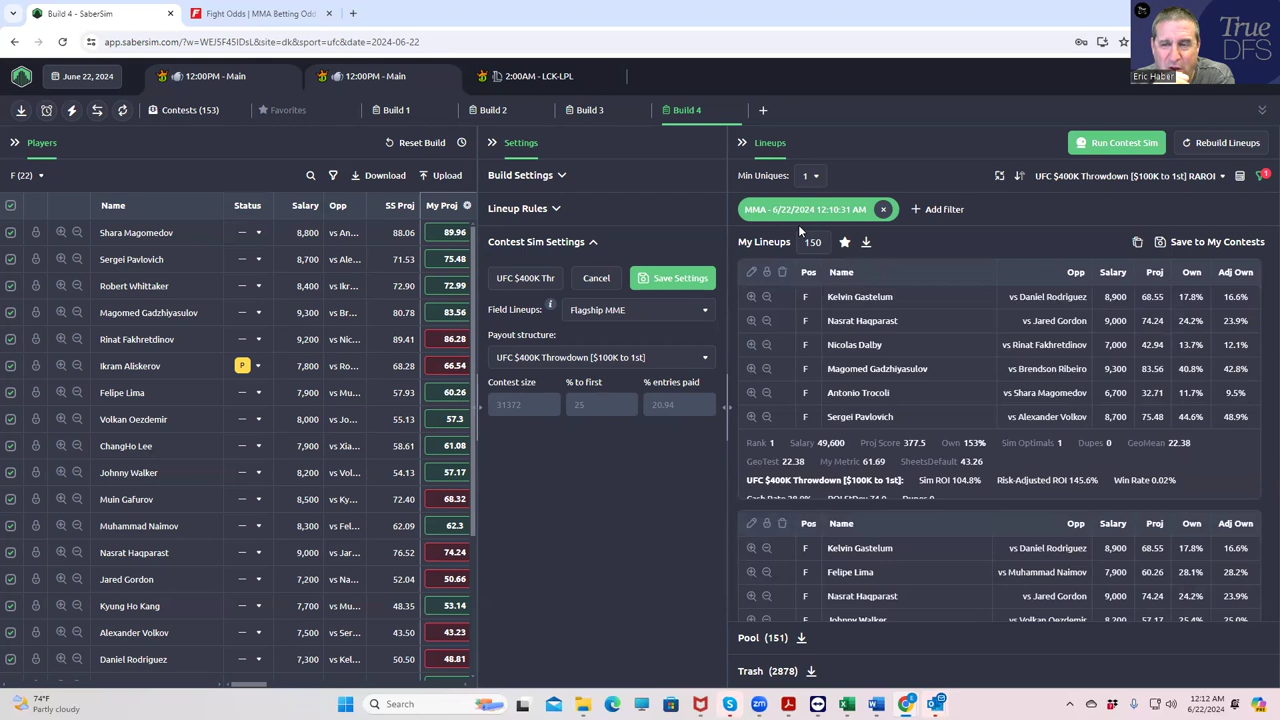 Build 4 - SaberSim
Fight Odds | MMA Betting Odd
app.sabersim.com/?w=WEJ5F45IDsL&site=dk&sport=ufc&date=2024-06-22
True
DFS
Eric Haber
June 22, 2024
12:00PM - Main
12:00PM - Main
2:00AM - LCK-LPL
Contests (153)
Favorites
Build 1
Build 2
Build 3
Build 4
Players
Reset Build
Settings
Lineups
Run Contest Sim
Rebuild Lineups
F (22)
Download
Upload
Build Settings
Min Uniques: 1
UFC $400K Throwdown [$100K to 1st] RAROI
1
Name Status Salary Opp SS Proj My Proj
Shara Magomedov — 8,800 vs An... 88.06 89.96
Sergei Pavlovich — 8,700 vs Ale... 71.53 75.48
Robert Whittaker — 8,400 vs Ikr... 72.90 72.99
Magomed Gadzhiyasulov — 9,300 vs Br... 80.78 83.56
Rinat Fakhretdinov — 9,200 vs Nic... 89.41 86.28
Ikram Aliskerov P 7,800 vs Ro... 68.28 66.54
Felipe Lima — 7,900 vs Mu... 57.93 60.26
Volkan Oezdemir — 8,000 vs Joh... 57.14 57.3
ChangHo Lee — 8,100 vs Xia... 58.61 61.08
Johnny Walker — 8,200 vs Vol... 54.13 57.17
Muin Gafurov — 8,500 vs Ky... 72.40 68.32
Muhammad Naimov — 8,300 vs Fel... 62.09 62.3
Nasrat Haqparast — 9,000 vs Jar... 76.52 74.24
Jared Gordon — 7,200 vs Na... 52.04 50.66
Kyung Ho Kang — 7,700 vs Mu... 48.35 53.14
Alexander Volkov — 7,500 vs Ser... 43.50 43.23
Daniel Rodriguez — 7,300 vs Kel... 50.50 48.81
Lineup Rules
Contest Sim Settings
UFC $400K Thr
Cancel
Save Settings
Field Lineups: Flagship MME
Payout structure:
UFC $400K Throwdown [$100K to 1st]
Contest size % to first % entries paid
31372 25 20.94
MMA - 6/22/2024 12:10:31 AM
Add filter
My Lineups 150
Save to My Contests
Pos Name Opp Salary Proj Own Adj Own
F Kelvin Gastelum vs Daniel Rodriguez 8,900 68.55 17.8% 16.6%
F Nasrat Haqparast vs Jared Gordon 9,000 74.24 24.2% 23.9%
F Nicolas Dalby vs Rinat Fakhretdinov 7,000 42.94 13.7% 12.1%
F Magomed Gadzhiyasulov vs Brendson Ribeiro 9,300 83.56 40.8% 42.8%
F Antonio Trocoli vs Shara Magomedov 6,700 32.71 11.7% 9.5%
F Sergei Pavlovich vs Alexander Volkov 8,700 75.48 44.6% 48.9%
Rank 1 Salary 49,600 Proj Score 377.5 Own 153% Sim Optimals 1 Dupes 0 GeoMean 22.38
GeoTest 22.38 My Metric 61.69 SheetsDefault 43.26
UFC $400K Throwdown [$100K to 1st]: Sim ROI 104.8% Risk-Adjusted ROI 145.6% Win Rate 0.02%
Pos Name Opp Salary Proj Own Adj Own
F Kelvin Gastelum vs Daniel Rodriguez 8,900 68.55 17.8% 16.6%
F Felipe Lima vs Muhammad Naimov 7,900 60.26 28.1% 28.2%
F Nasrat Haqparast vs Jared Gordon 9,000 74.24 24.2% 23.9%
Pool (151)
Trash (2878)
74°F
Partly cloudy
Search
12:12 AM
6/22/2024